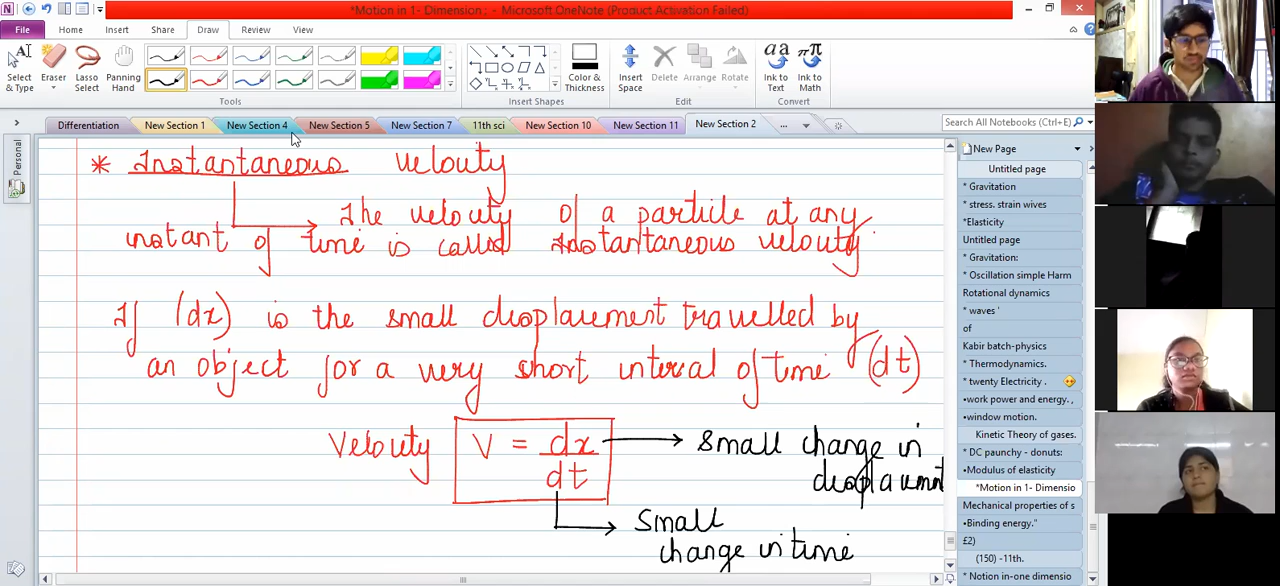 *Motion in 1- Dimension ; - Microsoft OneNote (Product Activation Failed)
File Home Insert Share Draw Review View
Select & Type
Eraser
Lasso Select
Panning Hand
Color & Thickness
Insert Space
Delete
Arrange
Rotate
Ink to Text
Ink to Math
Tools
Insert Shapes
Edit
Convert
Differentiation New Section 1 New Section 4 New Section 5 New Section 7 11th sci New Section 10 New Section 11 New Section 2 ...
Search All Notebooks (Ctrl+E)
Personal
* Instantaneous velocity
The velocity of a particle at any
instant of time is called Instantaneous velocity.
If (dx) is the small displacement travelled by
an object for a very short interval of time (dt)
Velocity V = dx/dt
Small change in
displacement
Small
change in time
New Page
Untitled page
* Gravitation
* stress. strain wives
*Elasticity
Untitled page
* Gravitation:
* Oscillation simple Harm
Rotational dynamics
* waves '
of
Kabir batch-physics
* Thermodynamics.
* twenty Electricity .
•work power and energy. ,
•window motion.
Kinetic Theory of gases.
* DC paunchy - donuts:
•Modulus of elasticity
*Motion in 1- Dimensio
Mechanical properties of s
•Binding energy."
£2)
(150) -11th.
* Notion in-one dimensio